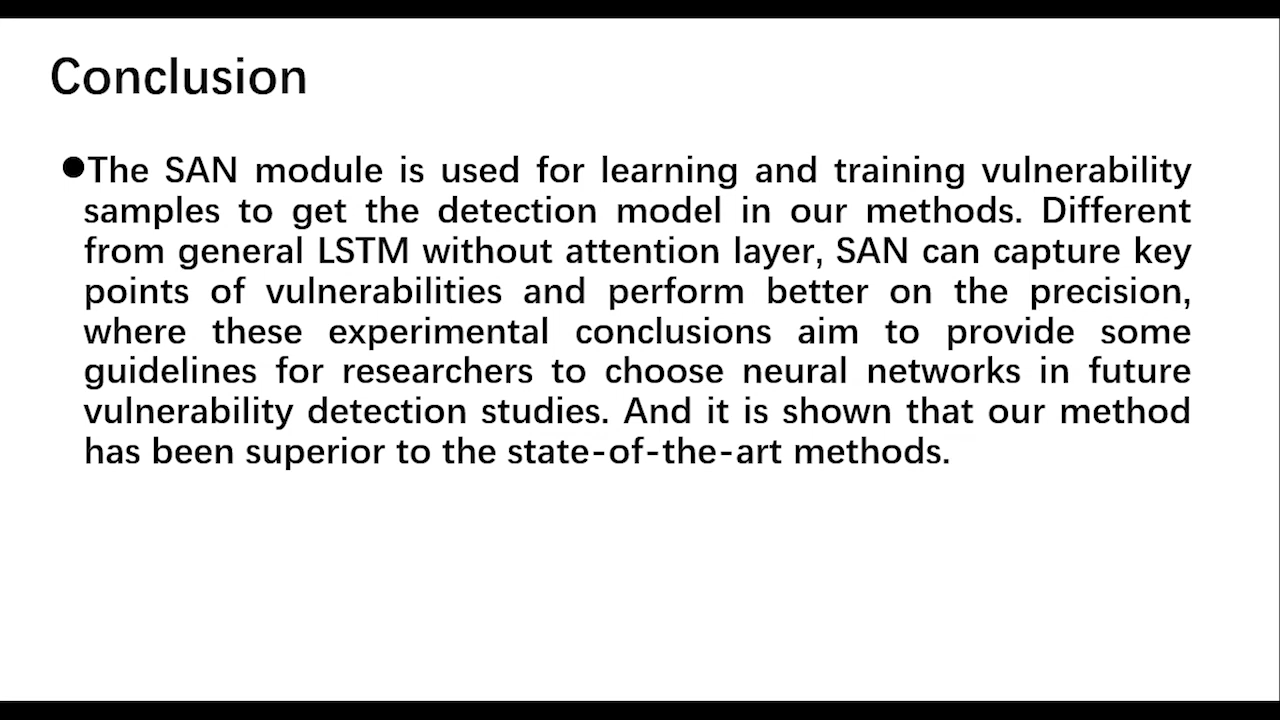 Conclusion
●The SAN module is used for learning and training vulnerability
samples to get the detection model in our methods. Different
from general LSTM without attention layer, SAN can capture key
points of vulnerabilities and perform better on the precision,
where these experimental conclusions aim to provide some
guidelines for researchers to choose neural networks in future
vulnerability detection studies. And it is shown that our method
has been superior to the state-of-the-art methods.